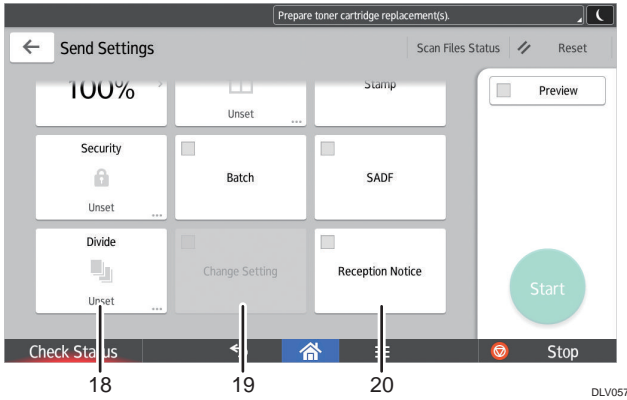 Prepare toner cartridge replacement(s).
Send Settings
Scan Files Status
Reset
100%
Unset
Stamp
Preview
Security
Unset
Batch
SADF
Divide
Unset
Change Setting
Reception Notice
Start
Check Status
Stop
18
19
20
DLV057